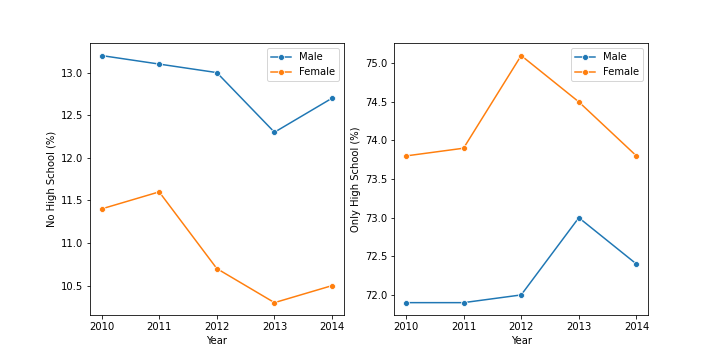 No High School (%)
13.0
12.5
12.0
11.5
11.0
10.5
2010 2011 2012 2013 2014
Year
Male
Female
Only High School (%)
75.0
74.5
74.0
73.5
73.0
72.5
72.0
2010 2011 2012 2013 2014
Year
Male
Female